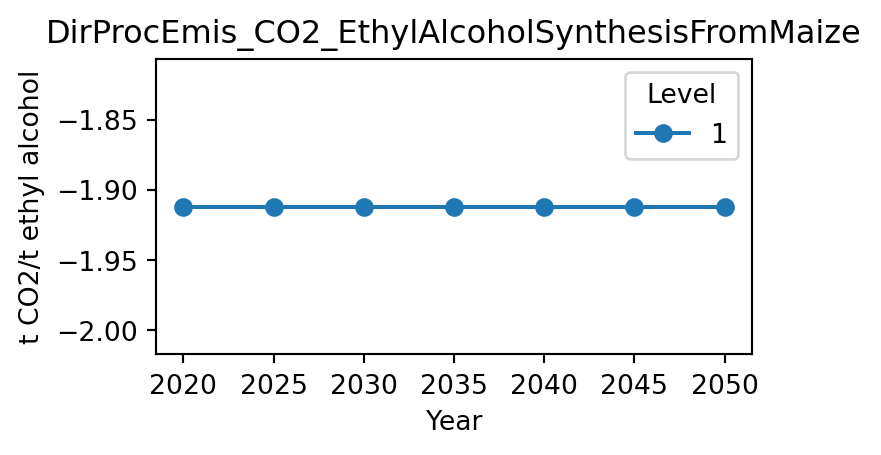 DirProcEmis_CO2_EthylAlcoholSynthesisFromMaize
t CO2/t ethyl alcohol
−1.85
−1.90
−1.95
−2.00
Level
1
2020 2025 2030 2035 2040 2045 2050
Year